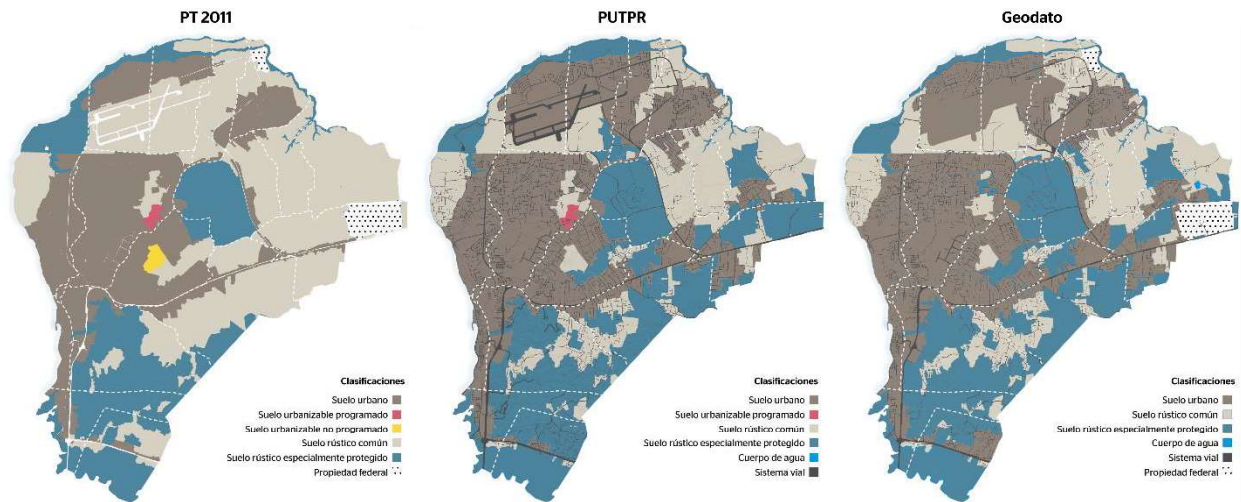 PT 2011
PUTPR
Geodato
Clasificaciones
Suelo urbano
Suelo urbanizable programado
Suelo urbanizable no programado
Suelo rústico común
Suelo rústico especialmente protegido
Propiedad federal
Clasificaciones
Suelo urbano
Suelo urbanizable programado
Suelo rústico común
Suelo rústico especialmente protegido
Cuerpo de agua
Sistema vial
Clasificaciones
Suelo urbano
Suelo rústico común
Suelo rústico especialmente protegido
Cuerpo de agua
Sistema vial
Propiedad federal